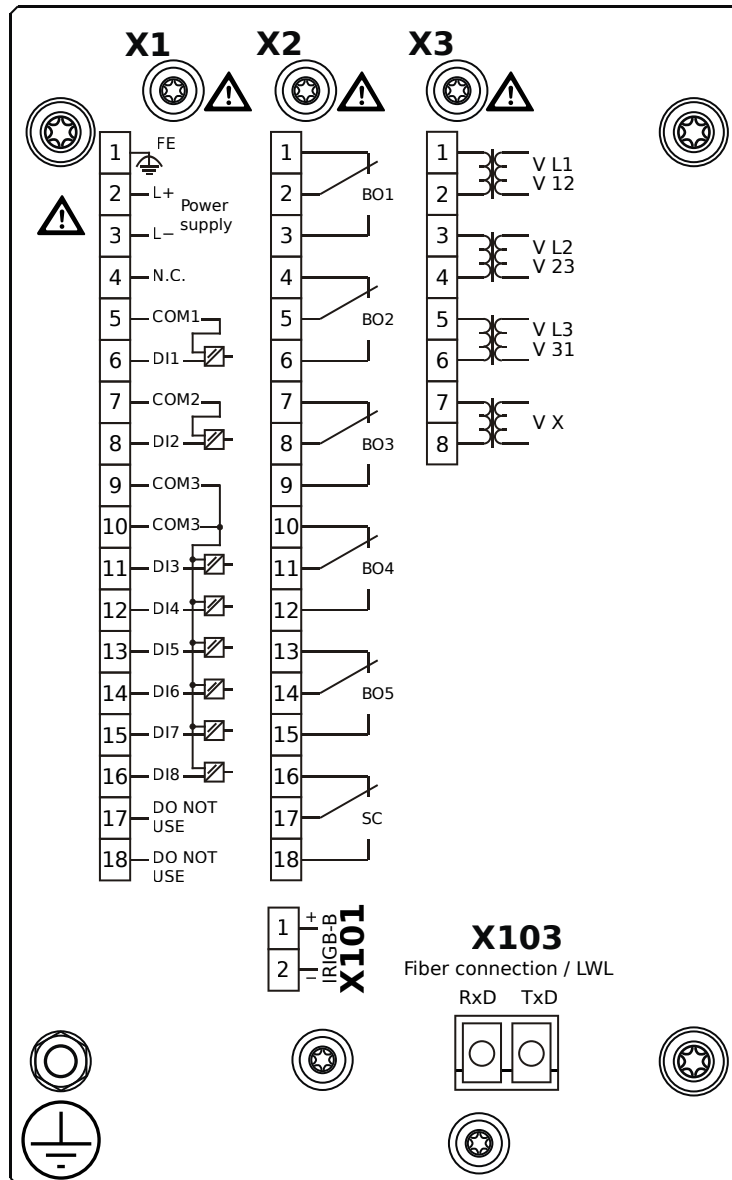 X1
X2
X3
1
FE
2
L+
Power
supply
3
L−
4
N.C.
5
COM1
6
DI1
7
COM2
8
DI2
9
COM3
10
COM3
11
DI3
12
DI4
13
DI5
14
DI6
15
DI7
16
DI8
17
DO NOT
USE
18
DO NOT
USE
1
2
BO1
3
4
5
BO2
6
7
8
BO3
9
10
11
BO4
12
13
14
BO5
15
16
17
SC
18
1
V L1
2
V 12
3
V L2
4
V 23
5
V L3
6
V 31
7
V X
8
1
+
2
−
IRIGB-B
X101
X103
Fiber connection / LWL
RxD TxD